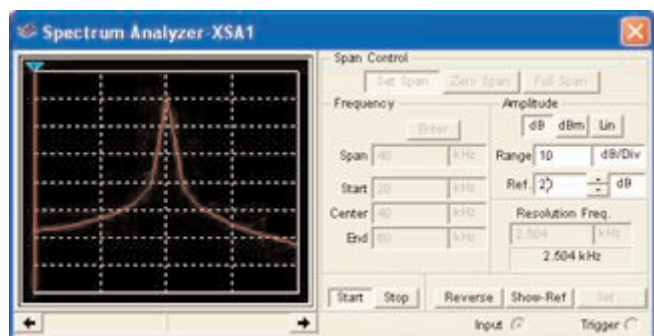 Spectrum Analyzer-XSA1
Span Control
Set Span Zero Span Full Span
Frequency
Enter
Span 40 kHz
Start 20 kHz
Center 40 kHz
End 60 kHz
Amplitude
dB dBm Lin
Range 10 dB/Div
Ref. dB
Resolution Freq.
2.504 kHz
2.504 kHz
Start Stop Reverse Show-Ref Set...
Input Trigger